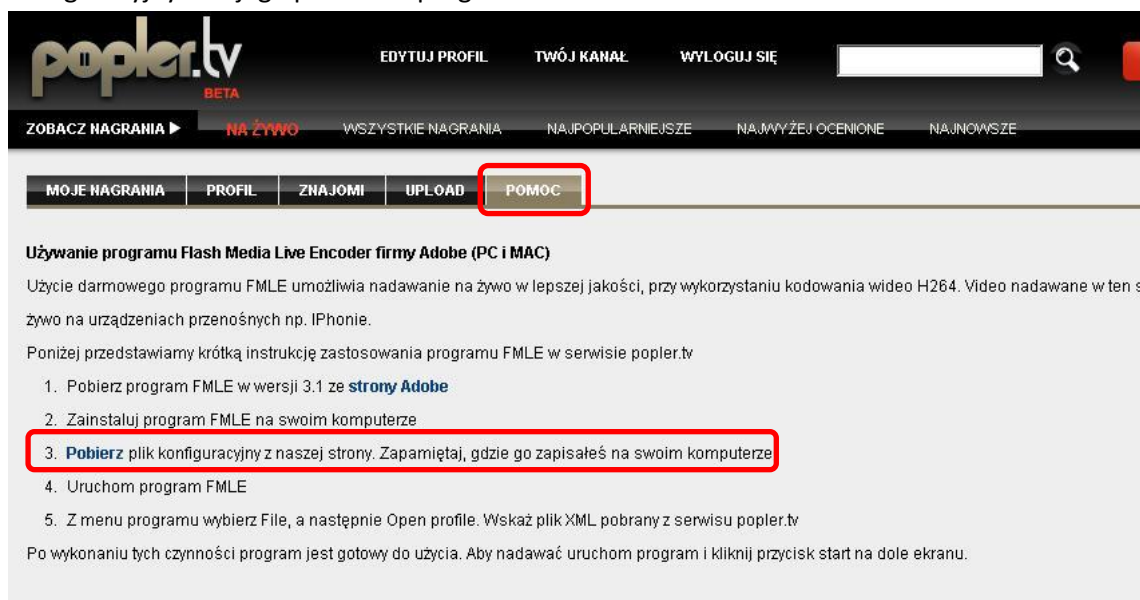 popler.tv
BETA
EDYTUJ PROFIL TWÓJ KANAŁ WYLOGUJ SIĘ
ZOBACZ NAGRANIA NA ŻYWO WSZYSTKIE NAGRANIA NAJPOPULARNIEJSZE NAJWYŻEJ OCENIONE NAJNOWSZE
MOJE NAGRANIA PROFIL ZNAJOMI UPLOAD POMOC
Używanie programu Flash Media Live Encoder firmy Adobe (PC i MAC)
Użycie darmowego programu FMLE umożliwia nadawanie na żywo w lepszej jakości, przy wykorzystaniu kodowania wideo H264. Video nadawane w ten s
żywo na urządzeniach przenośnych np. IPhonie.
Poniżej przedstawiamy krótką instrukcję zastosowania programu FMLE w serwisie popler.tv
1. Pobierz program FMLE w wersji 3.1 ze strony Adobe
2. Zainstaluj program FMLE na swoim komputerze
3. Pobierz plik konfiguracyjny z naszej strony. Zapamiętaj, gdzie go zapisałeś na swoim komputerze
4. Uruchom program FMLE
5. Z menu programu wybierz File, a następnie Open profile. Wskaż plik XML pobrany z serwisu popler.tv
Po wykonaniu tych czynności program jest gotowy do użycia. Aby nadawać uruchom program i kliknij przycisk start na dole ekranu.